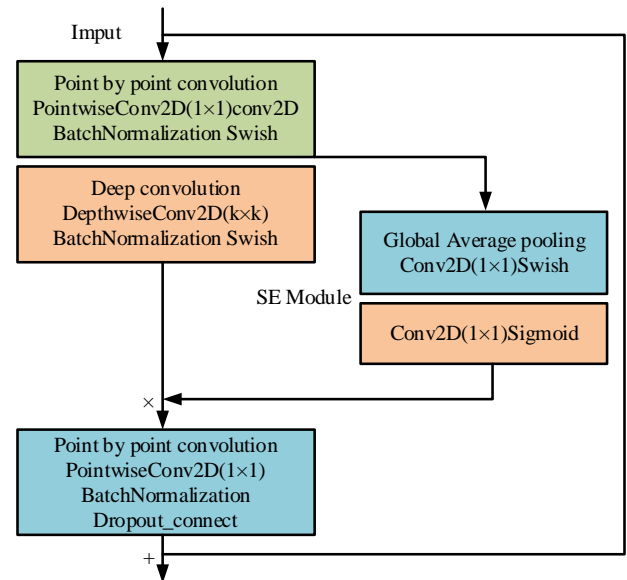 Imput
Point by point convolution
PointwiseConv2D(1×1)conv2D
BatchNormalization Swish
Deep convolution
DepthwiseConv2D(k×k)
BatchNormalization Swish
Global Average pooling
Conv2D(1×1)Swish
SE Module
Conv2D(1×1)Sigmoid
×
Point by point convolution
PointwiseConv2D(1×1)
BatchNormalization
Dropout_connect
+